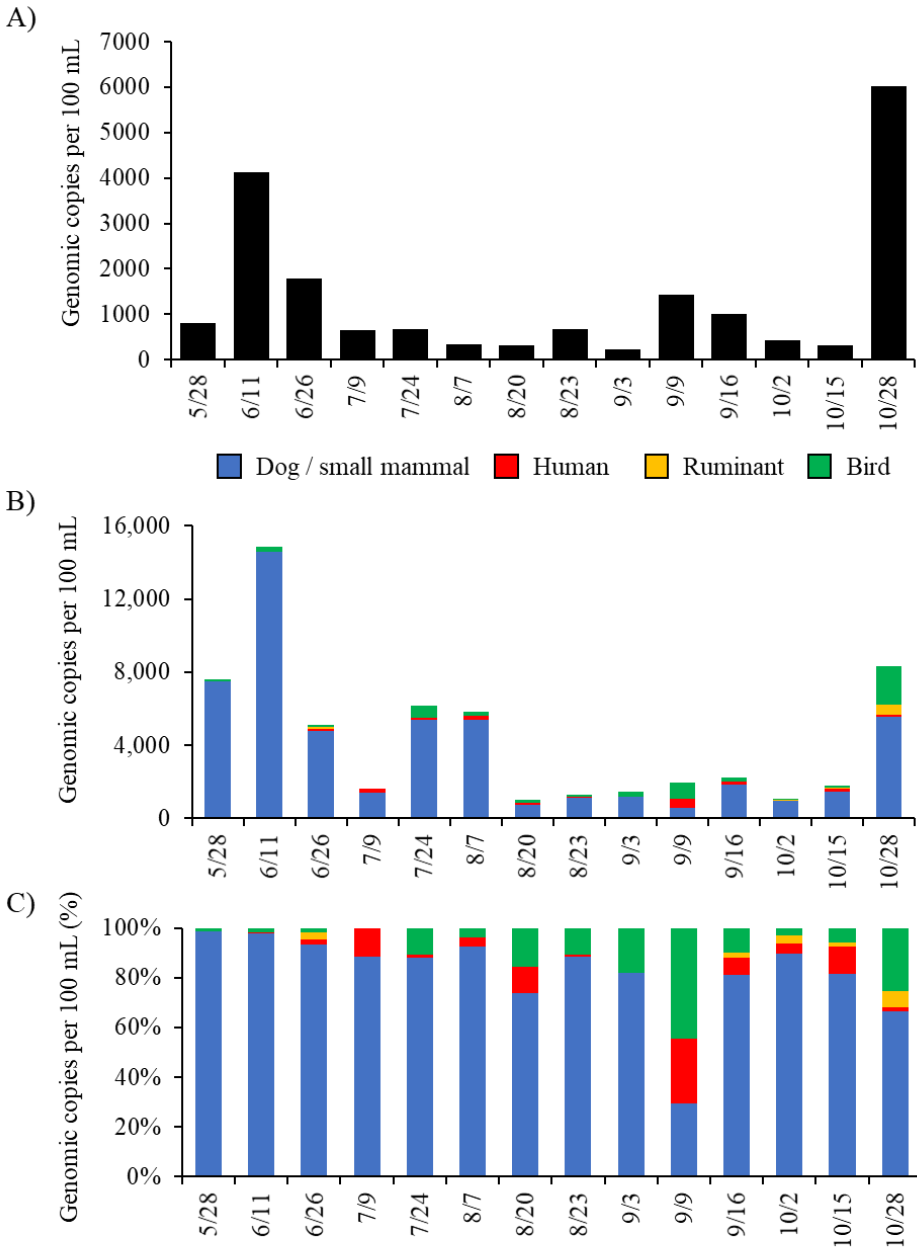 A)
Genomic copies per 100 mL
7000
6000
5000
4000
3000
2000
1000
0
5/28 6/11 6/26 7/9 7/24 8/7 8/20 8/23 9/3 9/9 9/16 10/2 10/15 10/28
Dog / small mammal Human Ruminant Bird
B)
Genomic copies per 100 mL
16,000
12,000
8,000
4,000
0
5/28 6/11 6/26 7/9 7/24 8/7 8/20 8/23 9/3 9/9 9/16 10/2 10/15 10/28
C)
Genomic copies per 100 mL (%)
100%
80%
60%
40%
20%
0%
5/28 6/11 6/26 7/9 7/24 8/7 8/20 8/23 9/3 9/9 9/16 10/2 10/15 10/28